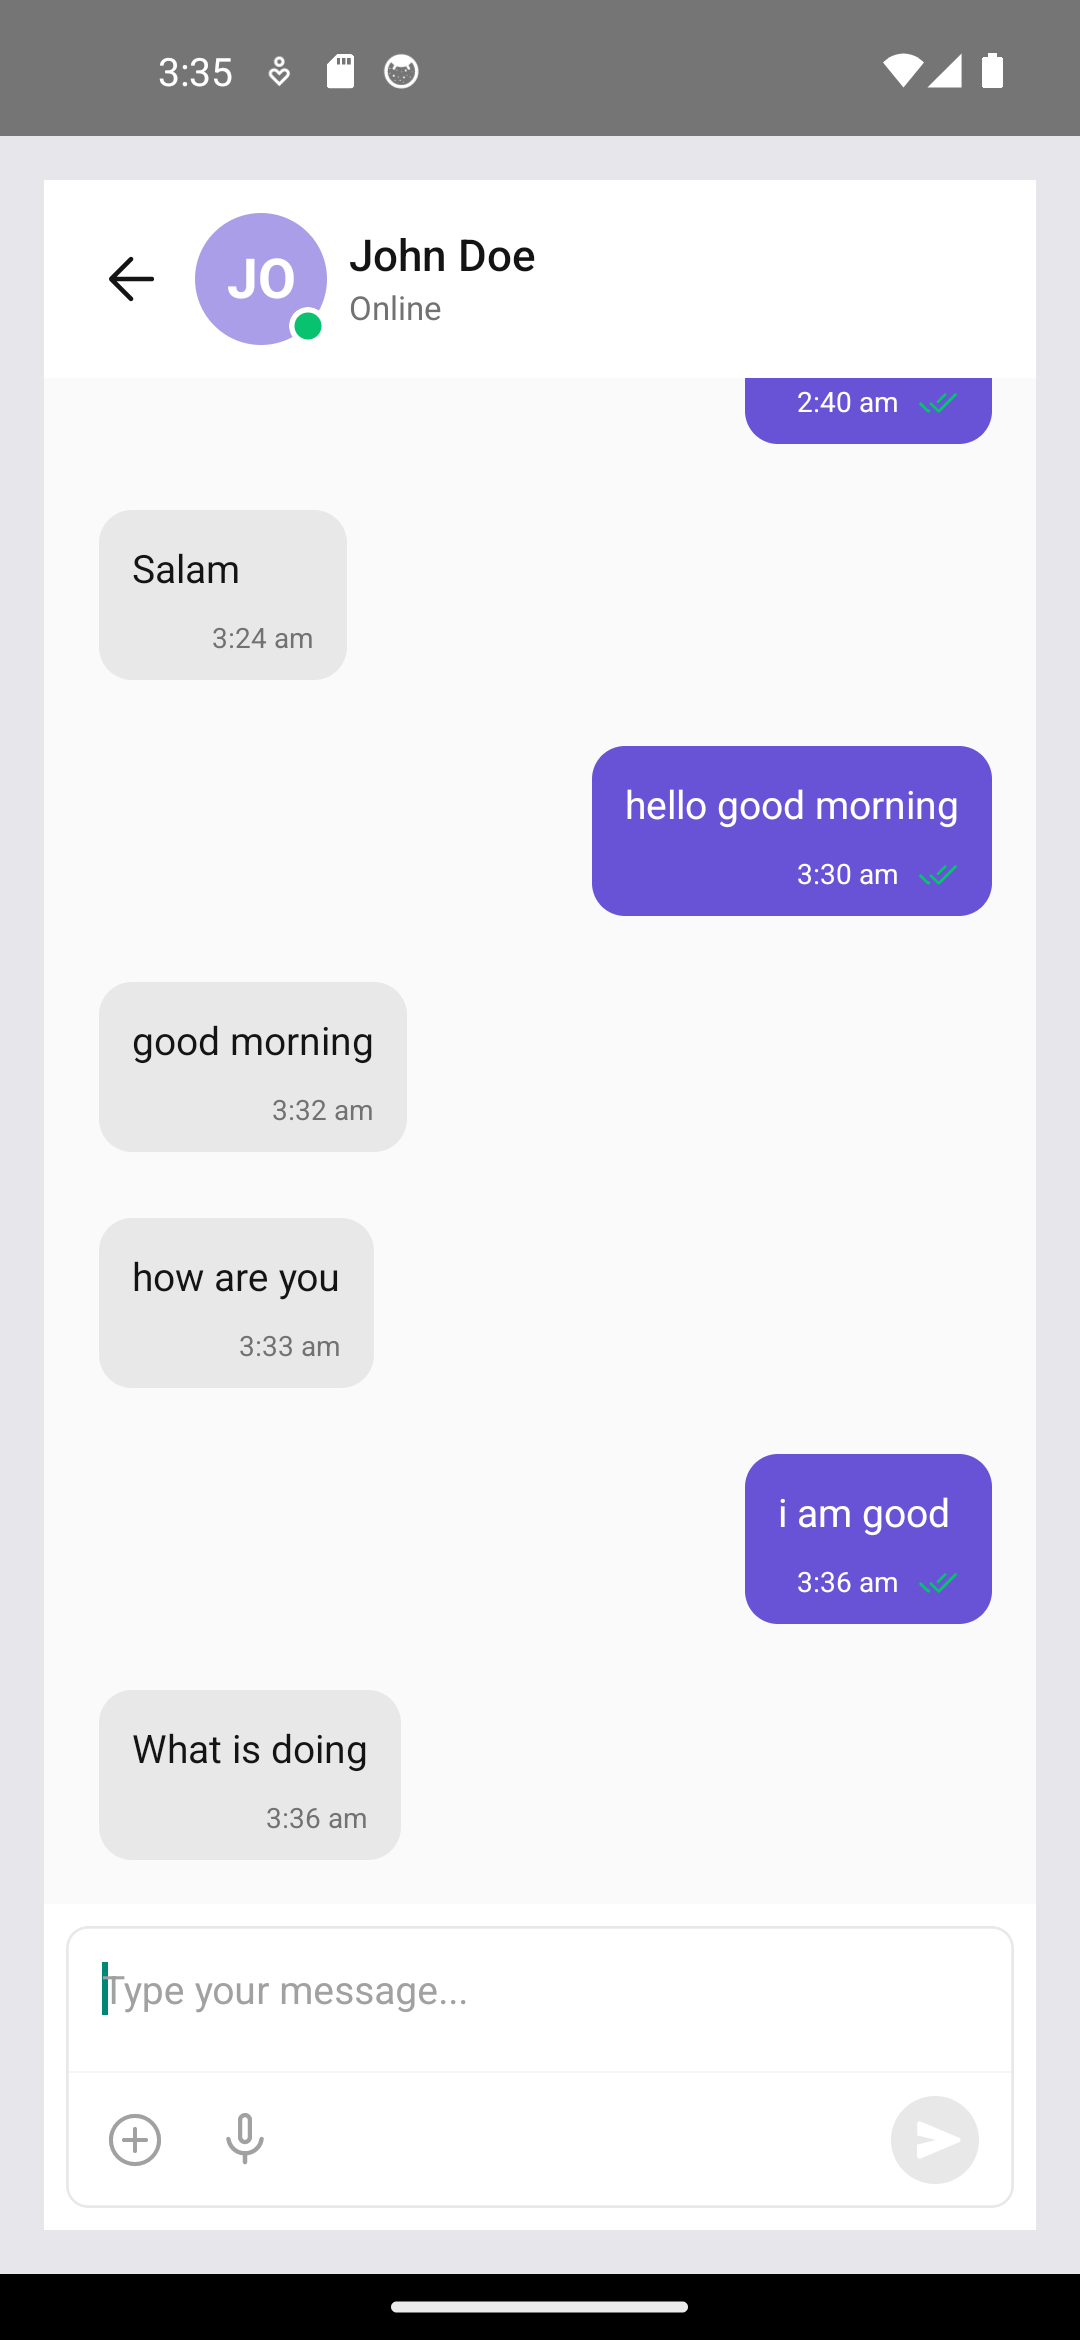 3:35
JO
John Doe
Online
2:40 am
Salam
3:24 am
hello good morning
3:30 am
good morning
3:32 am
how are you
3:33 am
i am good
3:36 am
What is doing
3:36 am
Type your message...